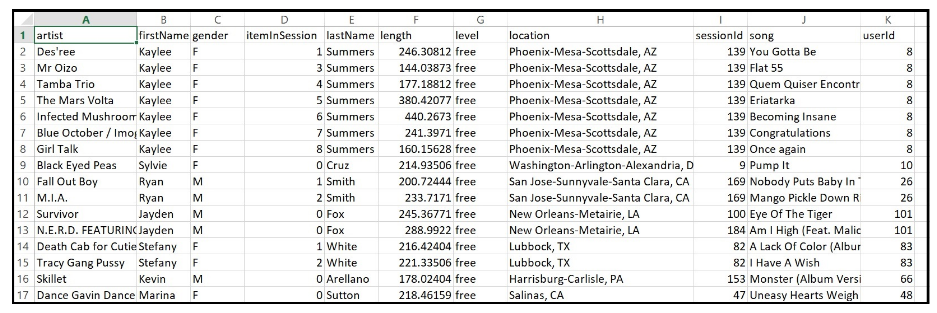 A B C D E F G H I J K
1 artist firstName gender itemInSession lastName length level location sessionId song userId
2 Des'ree Kaylee F 1 Summers 246.30812 free Phoenix-Mesa-Scottsdale, AZ 139 You Gotta Be 8
3 Mr Oizo Kaylee F 3 Summers 144.03873 free Phoenix-Mesa-Scottsdale, AZ 139 Flat 55 8
4 Tamba Trio Kaylee F 4 Summers 177.18812 free Phoenix-Mesa-Scottsdale, AZ 139 Quem Quiser Encontr 8
5 The Mars Volta Kaylee F 5 Summers 380.42077 free Phoenix-Mesa-Scottsdale, AZ 139 Eriatarka 8
6 Infected Mushroom Kaylee F 6 Summers 440.2673 free Phoenix-Mesa-Scottsdale, AZ 139 Becoming Insane 8
7 Blue October / Imog Kaylee F 7 Summers 241.3971 free Phoenix-Mesa-Scottsdale, AZ 139 Congratulations 8
8 Girl Talk Kaylee F 8 Summers 160.15628 free Phoenix-Mesa-Scottsdale, AZ 139 Once again 8
9 Black Eyed Peas Sylvie F 0 Cruz 214.93506 free Washington-Arlington-Alexandria, D 9 Pump It 10
10 Fall Out Boy Ryan M 1 Smith 200.72444 free San Jose-Sunnyvale-Santa Clara, CA 169 Nobody Puts Baby In 26
11 M.I.A. Ryan M 2 Smith 233.7171 free San Jose-Sunnyvale-Santa Clara, CA 169 Mango Pickle Down R 26
12 Survivor Jayden M 0 Fox 245.36771 free New Orleans-Metairie, LA 100 Eye Of The Tiger 101
13 N.E.R.D. FEATURING Jayden M 0 Fox 288.9922 free New Orleans-Metairie, LA 184 Am I High (Feat. Malic 101
14 Death Cab for Cutie Stefany F 1 White 216.42404 free Lubbock, TX 82 A Lack Of Color (Albur 83
15 Tracy Gang Pussy Stefany F 2 White 221.33506 free Lubbock, TX 82 I Have A Wish 83
16 Skillet Kevin M 0 Arellano 178.02404 free Harrisburg-Carlisle, PA 153 Monster (Album Versi 66
17 Dance Gavin Dance Marina F 0 Sutton 218.46159 free Salinas, CA 47 Uneasy Hearts Weigh 48